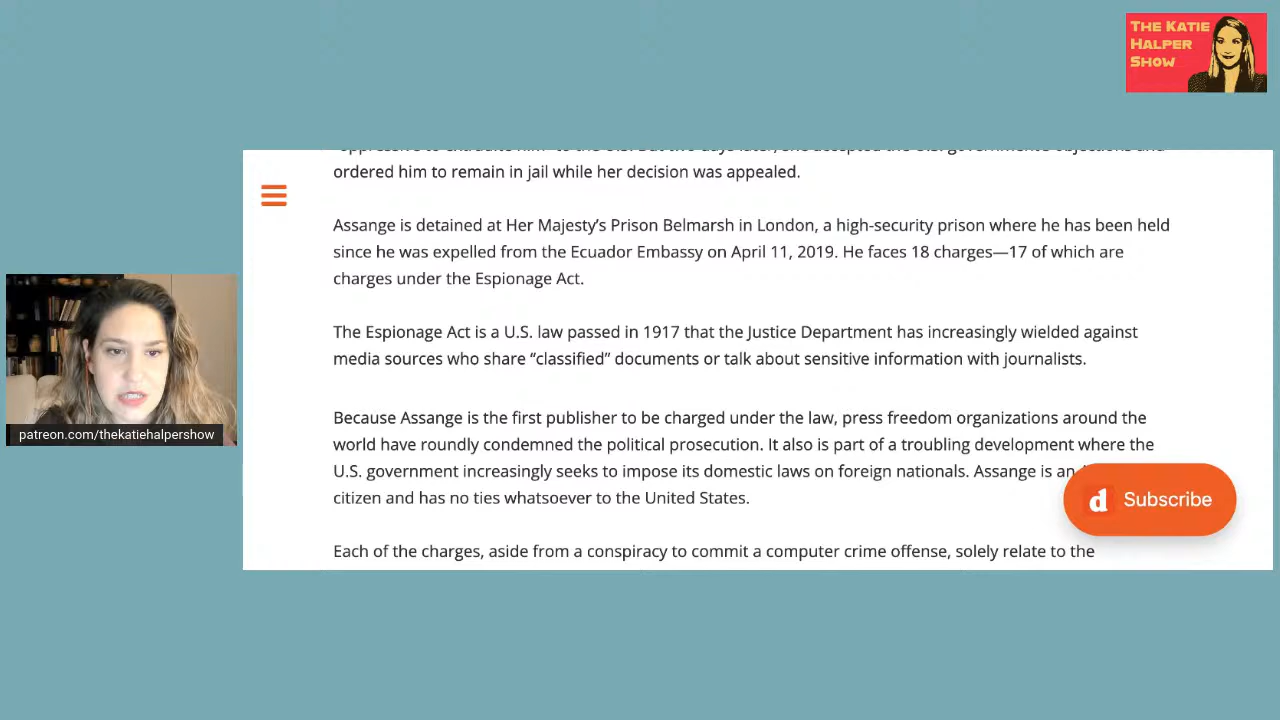 THE KATIE
HALPER
SHOW
ordered him to remain in jail while her decision was appealed.
Assange is detained at Her Majesty’s Prison Belmarsh in London, a high-security prison where he has been held
since he was expelled from the Ecuador Embassy on April 11, 2019. He faces 18 charges—17 of which are
charges under the Espionage Act.
The Espionage Act is a U.S. law passed in 1917 that the Justice Department has increasingly wielded against
media sources who share “classified” documents or talk about sensitive information with journalists.
Because Assange is the first publisher to be charged under the law, press freedom organizations around the
world have roundly condemned the political prosecution. It also is part of a troubling development where the
U.S. government increasingly seeks to impose its domestic laws on foreign nationals. Assange is an
citizen and has no ties whatsoever to the United States.
Each of the charges, aside from a conspiracy to commit a computer crime offense, solely relate to the
d Subscribe
patreon.com/thekatiehalpershow